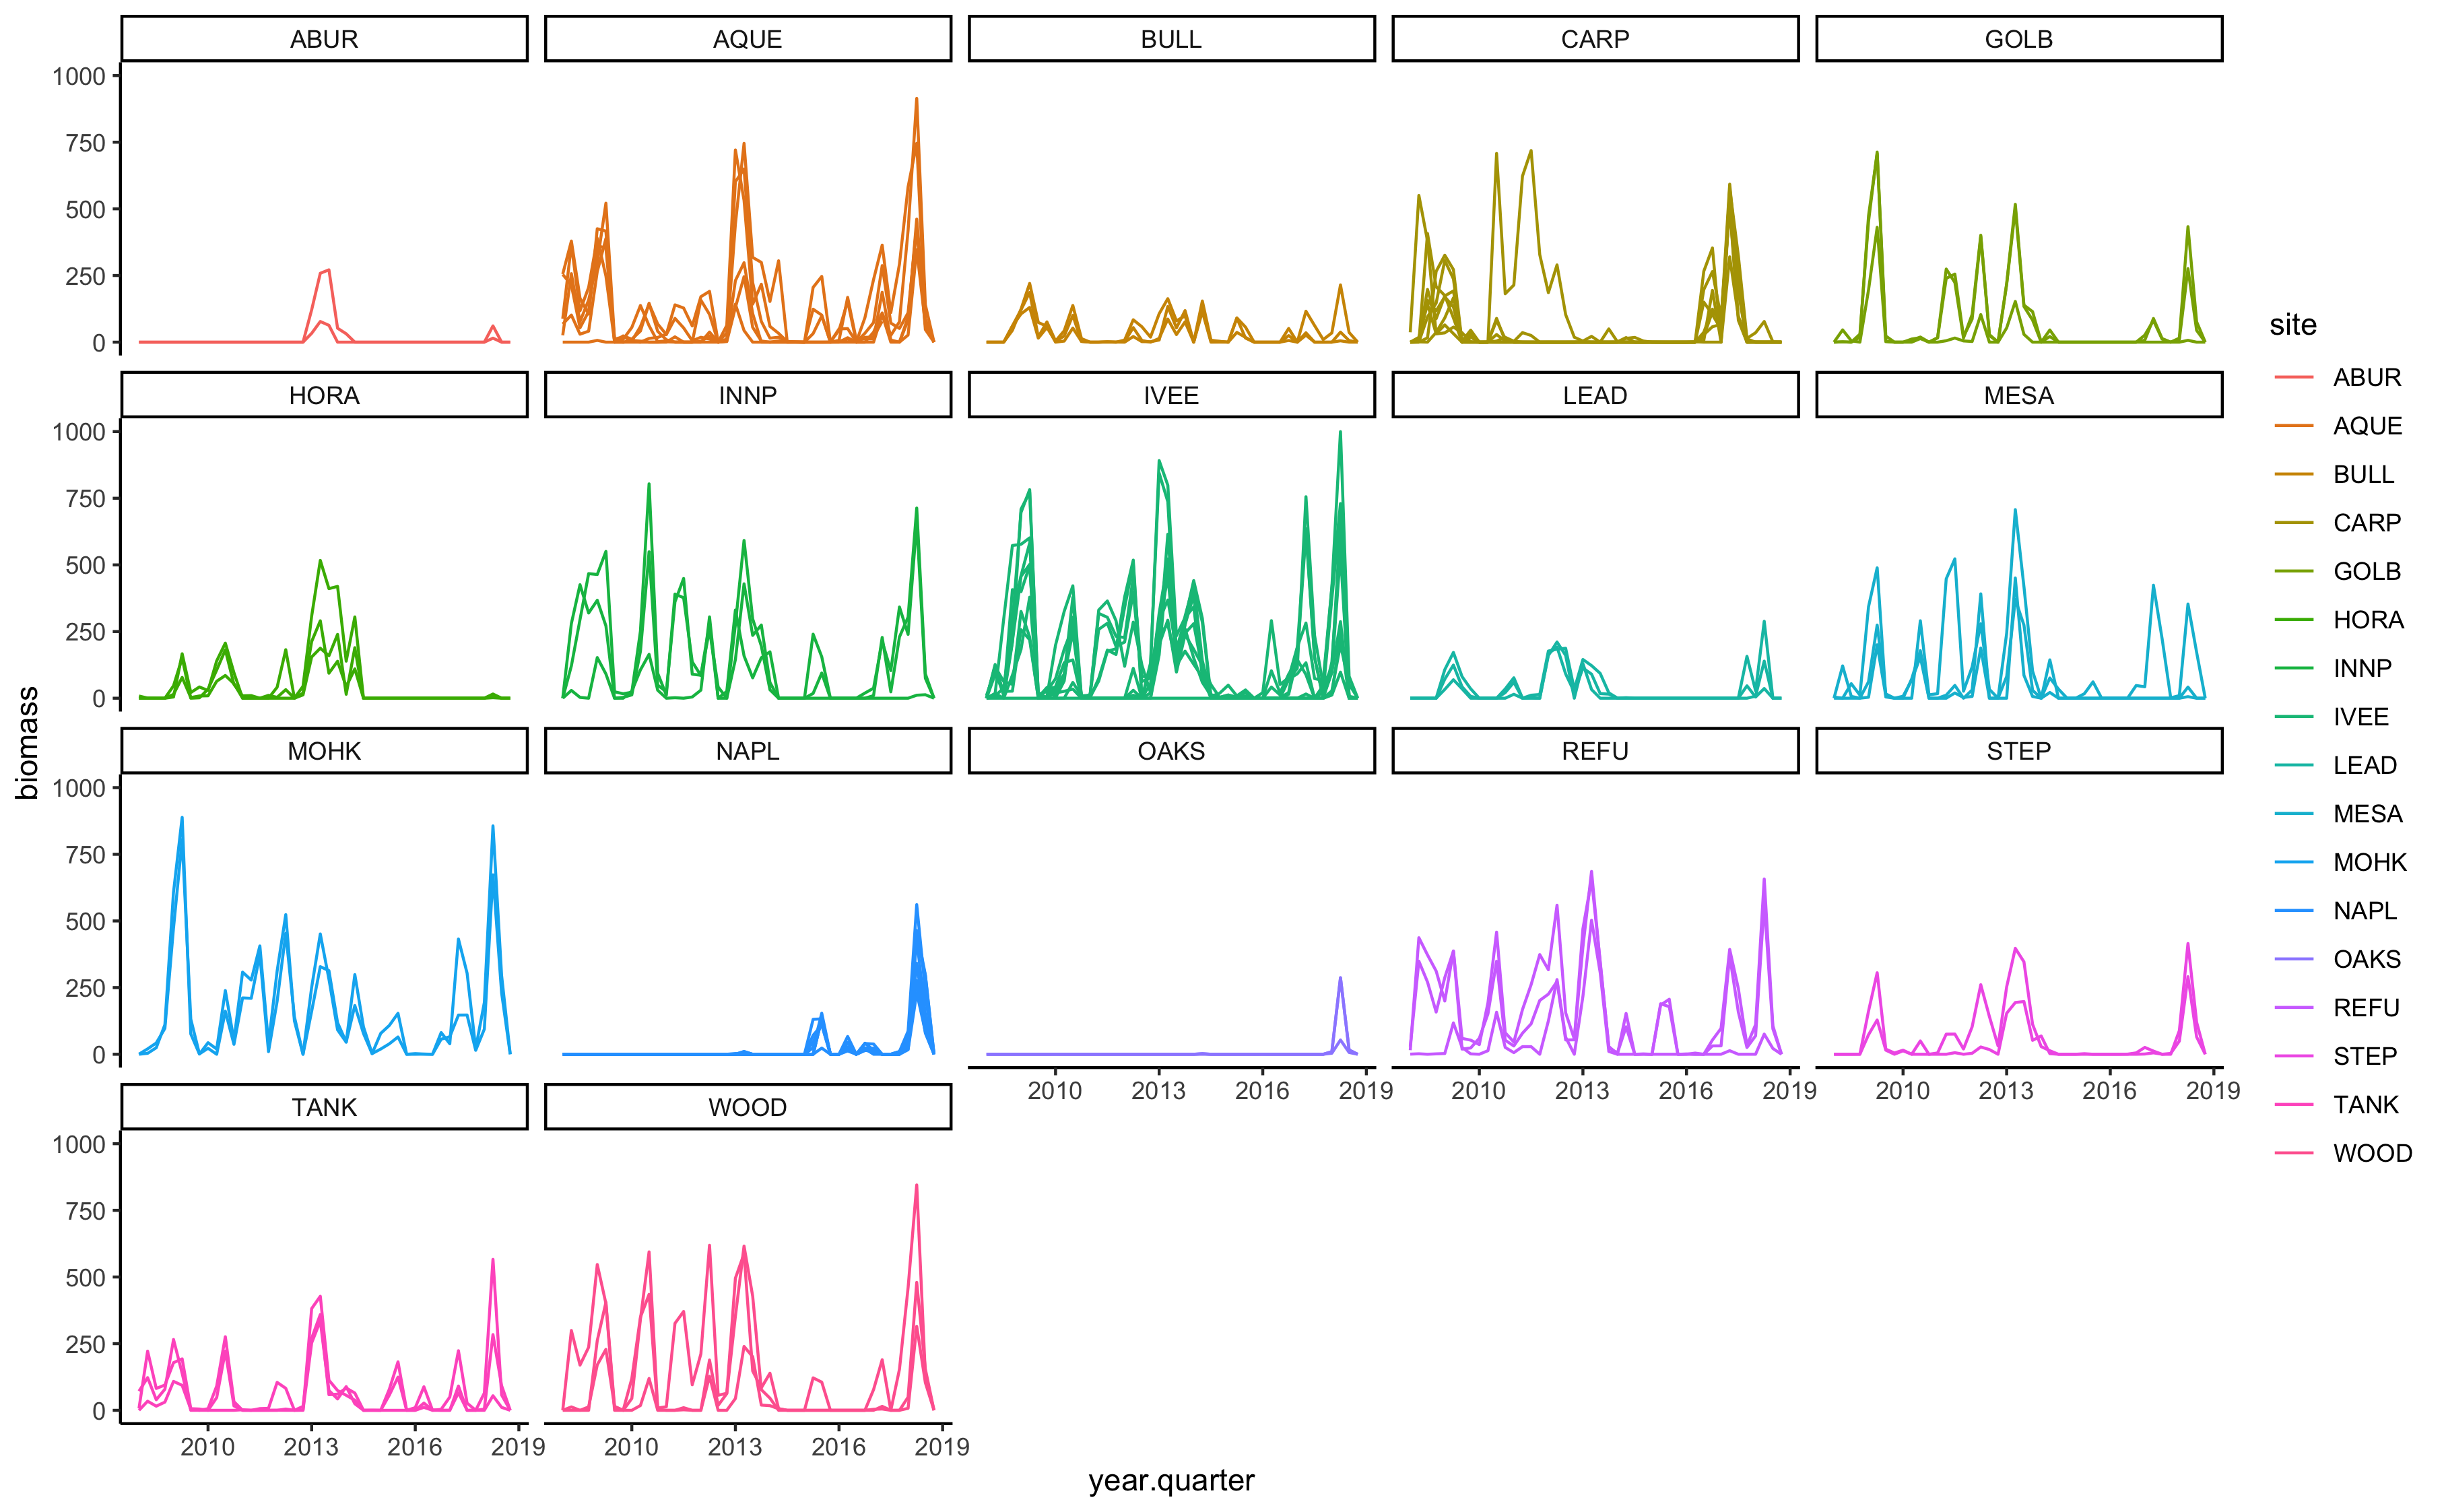 ABUR AQUE BULL CARP GOLB
1000
750
500
250
0
HORA INNP IVEE LEAD MESA
1000
750
500
250
0
MOHK NAPL OAKS REFU STEP
1000
750
500
250
0
2010 2013 2016 2019 2010 2013 2016 2019 2010 2013 2016 2019
TANK WOOD
1000
750
500
250
0
2010 2013 2016 2019 2010 2013 2016 2019
biomass
year.quarter
site
ABUR
AQUE
BULL
CARP
GOLB
HORA
INNP
IVEE
LEAD
MESA
MOHK
NAPL
OAKS
REFU
STEP
TANK
WOOD